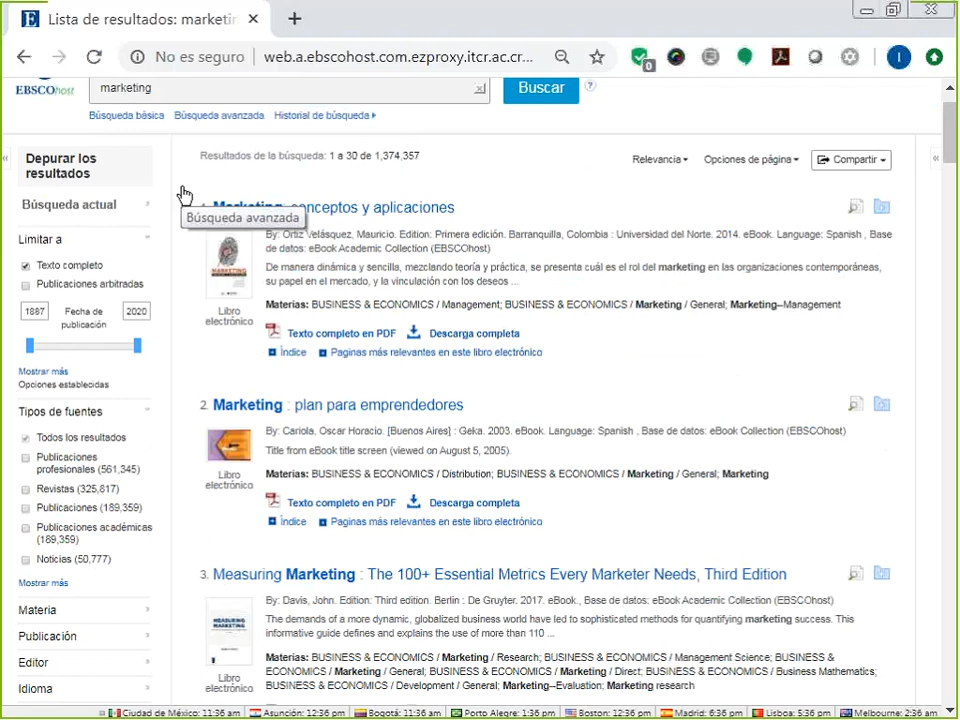 Lista de resultados: marketin
No es seguro
web.a.ebscohost.com.ezproxy.itcr.ac.cr...
0
I
EBSCOhost
marketing
Buscar
Búsqueda básica Búsqueda avanzada Historial de búsqueda
Depurar los
resultados
Búsqueda actual
Limitar a
Texto completo
Publicaciones arbitradas
1887 Fecha de publicación 2020
Mostrar más
Opciones establecidas
Tipos de fuentes
Todos los resultados
Publicaciones
profesionales (561,345)
Revistas (325,817)
Publicaciones (189,359)
Publicaciones académicas
(189,359)
Noticias (50,777)
Mostrar más
Materia
Publicación
Editor
Idioma
Resultados de la búsqueda: 1 a 30 de 1,374,357
Relevancia Opciones de página Compartir
Marketing conceptos y aplicaciones
Búsqueda avanzada
By: Ortiz Velásquez, Mauricio. Edition: Primera edición. Barranquilla, Colombia : Universidad del Norte. 2014. eBook. Language: Spanish , Base
de datos: eBook Academic Collection (EBSCOhost)
De manera dinámica y sencilla, mezclando teoría y práctica, se presenta cuál es el rol del marketing en las organizaciones contemporáneas,
su papel en el mercado, y la vinculación con los deseos ...
MARKETING
Libro
electrónico
Materias: BUSINESS & ECONOMICS / Management; BUSINESS & ECONOMICS / Marketing / General; Marketing--Management
Texto completo en PDF Descarga completa
Índice Paginas más relevantes en este libro electrónico
2. Marketing : plan para emprendedores
By: Cariola, Oscar Horacio. [Buenos Aires] : Geka. 2003. eBook. Language: Spanish , Base de datos: eBook Collection (EBSCOhost)
Title from eBook title screen (viewed on August 5, 2005).
Libro
electrónico
Materias: BUSINESS & ECONOMICS / Distribution; BUSINESS & ECONOMICS / Marketing / General; Marketing
Texto completo en PDF Descarga completa
Índice Paginas más relevantes en este libro electrónico
3. Measuring Marketing : The 100+ Essential Metrics Every Marketer Needs, Third Edition
By: Davis, John. Edition: Third edition. Berlin : De Gruyter. 2017. eBook., Base de datos: eBook Academic Collection (EBSCOhost)
The demands of a more dynamic, globalized business world have led to sophisticated methods for quantifying marketing success. This
informative guide defines and explains the use of more than 110 ...
MEASURING
MARKETING
Libro
electrónico
Materias: BUSINESS & ECONOMICS / Marketing / Research; BUSINESS & ECONOMICS / Management Science; BUSINESS &
ECONOMICS / Marketing / General; BUSINESS & ECONOMICS / Marketing / Direct; BUSINESS & ECONOMICS / Business Mathematics;
BUSINESS & ECONOMICS / Development / General; Marketing--Evaluation; Marketing research
Ciudad de México: 11:36 am Asunción: 12:36 pm Bogotá: 11:36 am Porto Alegre: 1:36 pm Boston: 12:36 pm Madrid: 6:36 pm Lisboa: 5:36 pm Melbourne: 2:36 am